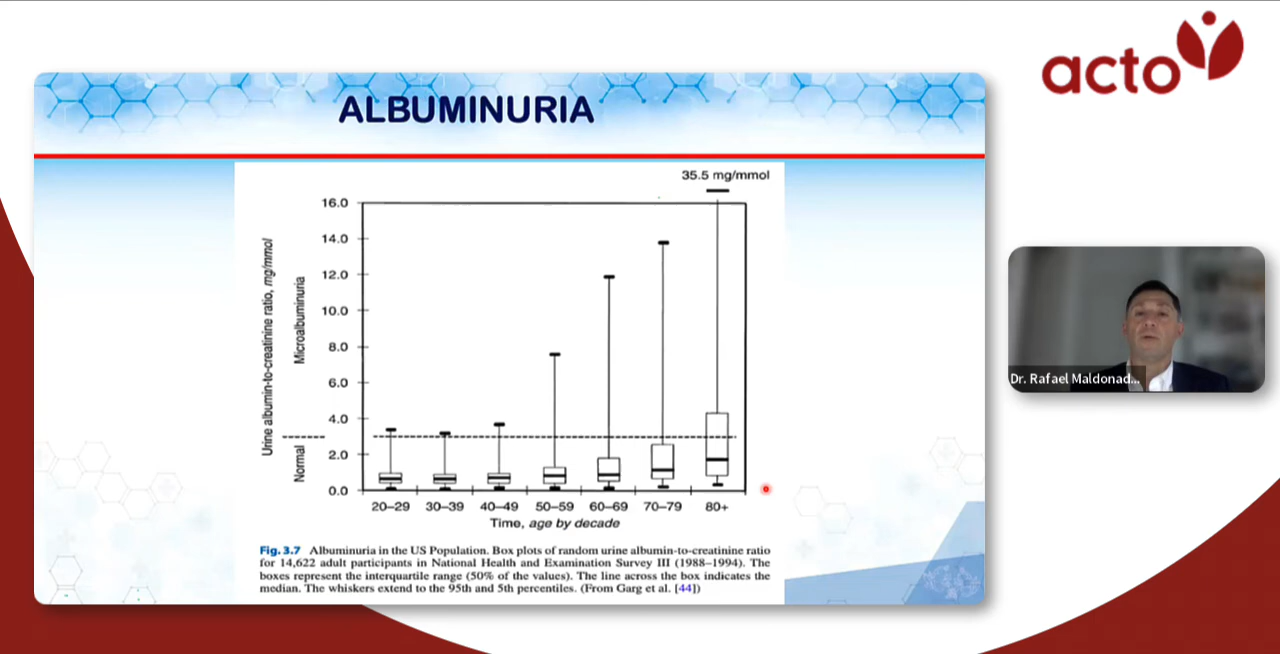 acto
ALBUMINURIA
35.5 mg/mmol
Urine albumin-to-creatinine ratio, mg/mmol
Microalbuminuria
Normal
16.0
14.0
12.0
10.0
8.0
6.0
4.0
2.0
0.0
20–29 30–39 40–49 50–59 60–69 70–79 80+
Time, age by decade
Fig. 3.7 Albuminuria in the US Population. Box plots of random urine albumin-to-creatinine ratio
for 14,622 adult participants in National Health and Examination Survey III (1988–1994). The
boxes represent the interquartile range (50% of the values). The line across the box indicates the
median. The whiskers extend to the 95th and 5th percentiles. (From Garg et al. [44])
Dr. Rafael Maldonad...